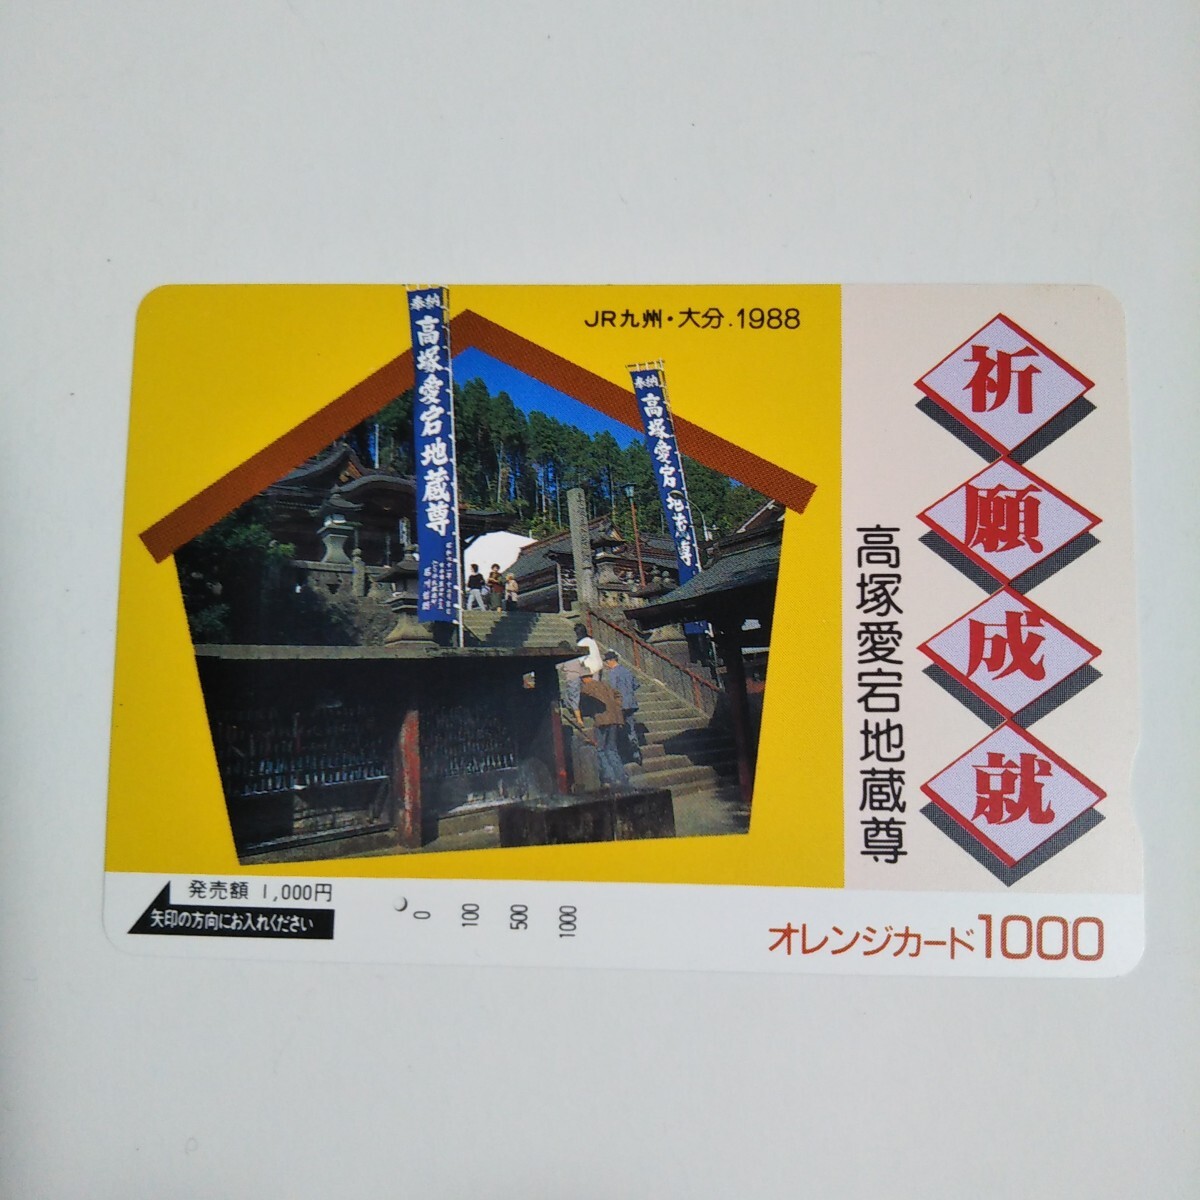 JR九州・大分.1988
奉納
高塚愛宕地蔵尊
奉納
高塚愛宕地蔵尊
祈願成就
高塚愛宕地蔵尊
発売額 1,000円
矢印の方向にお入れください
0 100 500 1000
オレンジカード1000